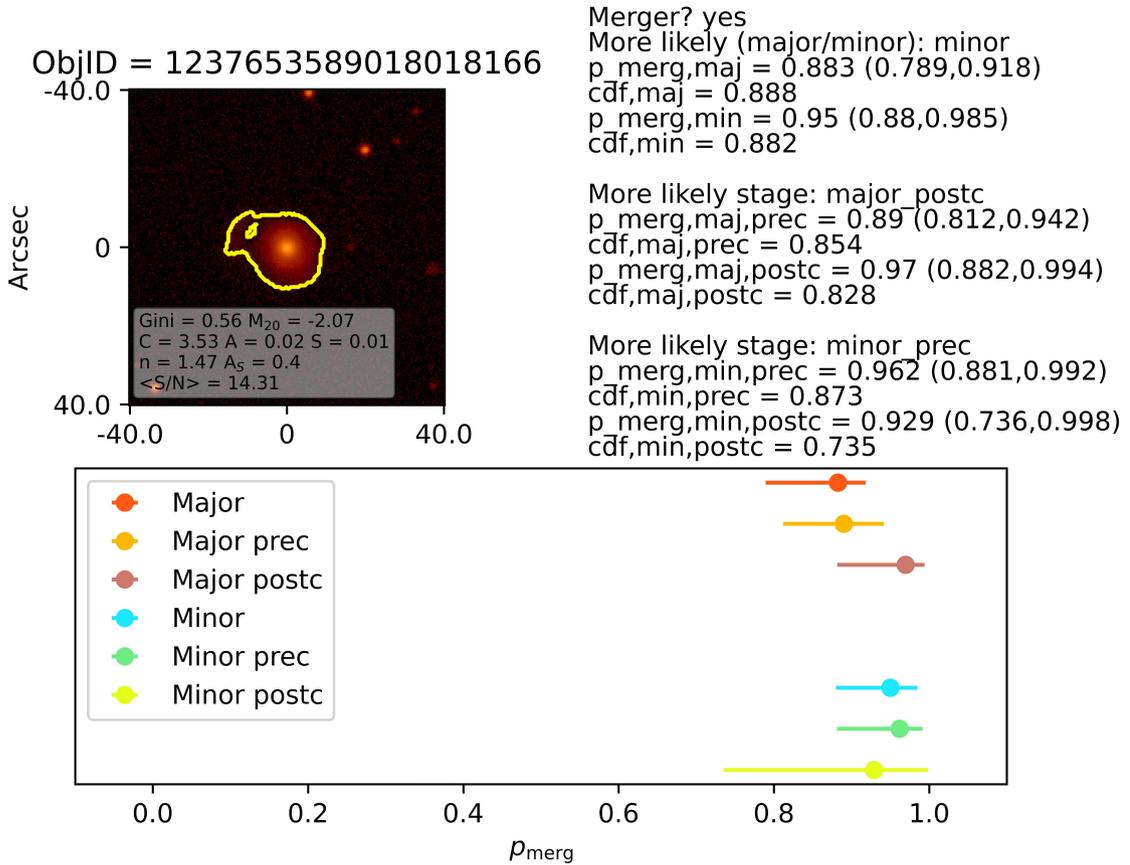 ObjID = 1237653589018018166
-40.0
0
40.0
Arcsec
-40.0
0
40.0
Gini = 0.56 M20 = -2.07
C = 3.53 A = 0.02 S = 0.01
n = 1.47 AS = 0.4
<S/N> = 14.31
Merger? yes
More likely (major/minor): minor
p_merg,maj = 0.883 (0.789,0.918)
cdf,maj = 0.888
p_merg,min = 0.95 (0.88,0.985)
cdf,min = 0.882
More likely stage: major_postc
p_merg,maj,prec = 0.89 (0.812,0.942)
cdf,maj,prec = 0.854
p_merg,maj,postc = 0.97 (0.882,0.994)
cdf,maj,postc = 0.828
More likely stage: minor_prec
p_merg,min,prec = 0.962 (0.881,0.992)
cdf,min,prec = 0.873
p_merg,min,postc = 0.929 (0.736,0.998)
cdf,min,postc = 0.735
Major
Major prec
Major postc
Minor
Minor prec
Minor postc
0.0 0.2 0.4 0.6 0.8 1.0
pmerg